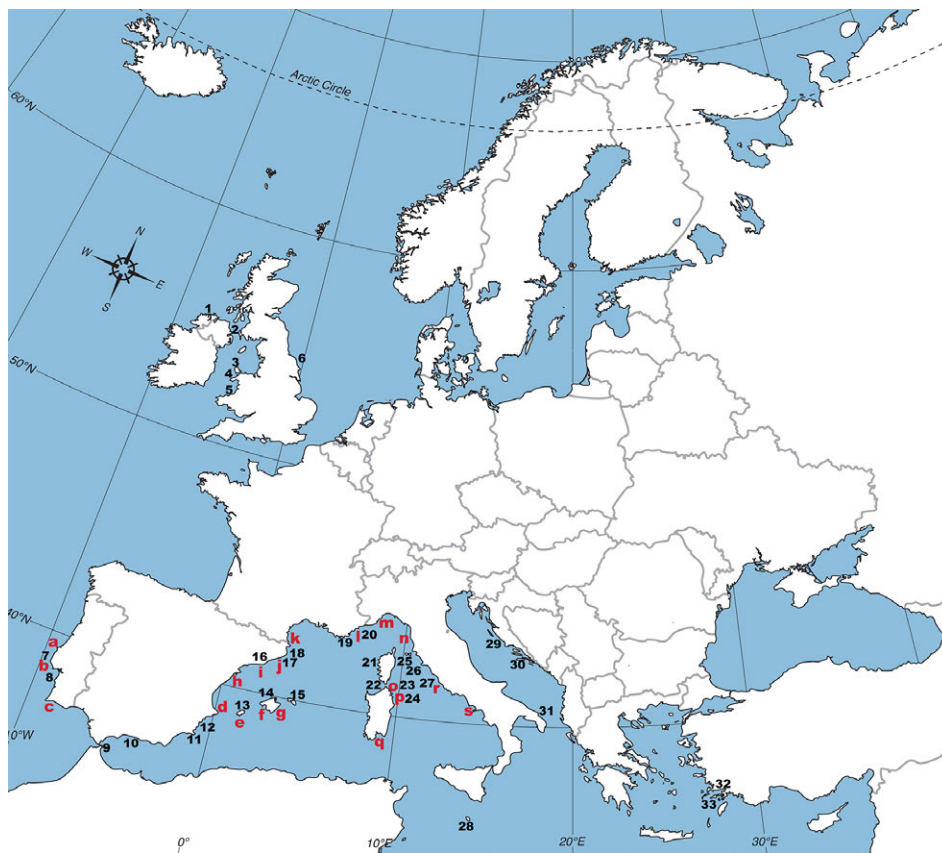 Arctic Circle
60°N
N
W
E
S
1
2
3
6
4
5
50°N
40°N
a
7
b
8
c
10°W
k
19
l
20
m
n
18
16
17
i
j
h
21
25
26
22
o
23
27
r
p
24
s
14
15
13
d
e
f
g
12
11
10
9
q
29
30
31
32
33
28
0°
10°E
20°E
30°E